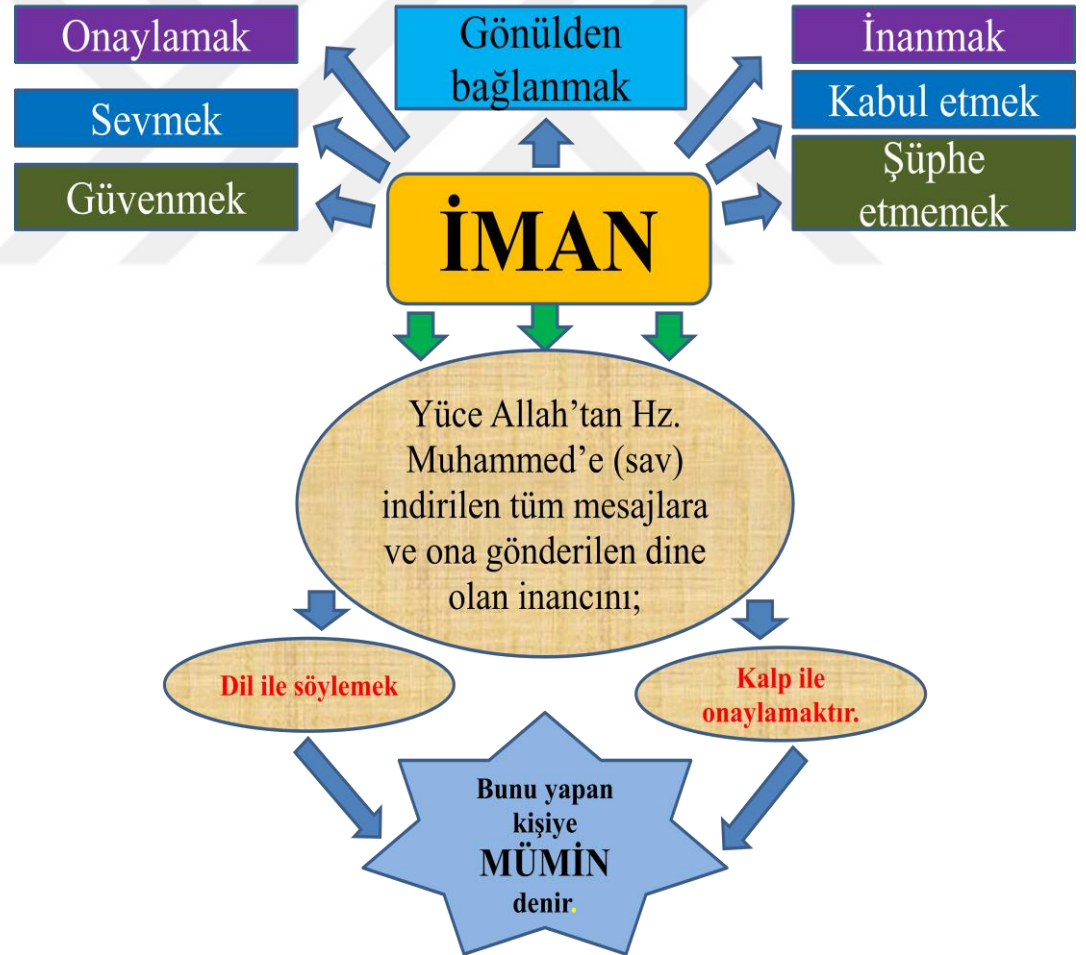 Onaylamak
Gönülden
bağlanmak
İnanmak
Sevmek
Kabul etmek
Güvenmek
Şüphe
etmemek
İMAN
Yüce Allah’tan Hz.
Muhammed’e (sav)
indirilen tüm mesajlara
ve ona gönderilen dine
olan inancını;
Dil ile söylemek
Kalp ile
onaylamaktır.
Bunu yapan
kişiye
MÜMİN
denir.